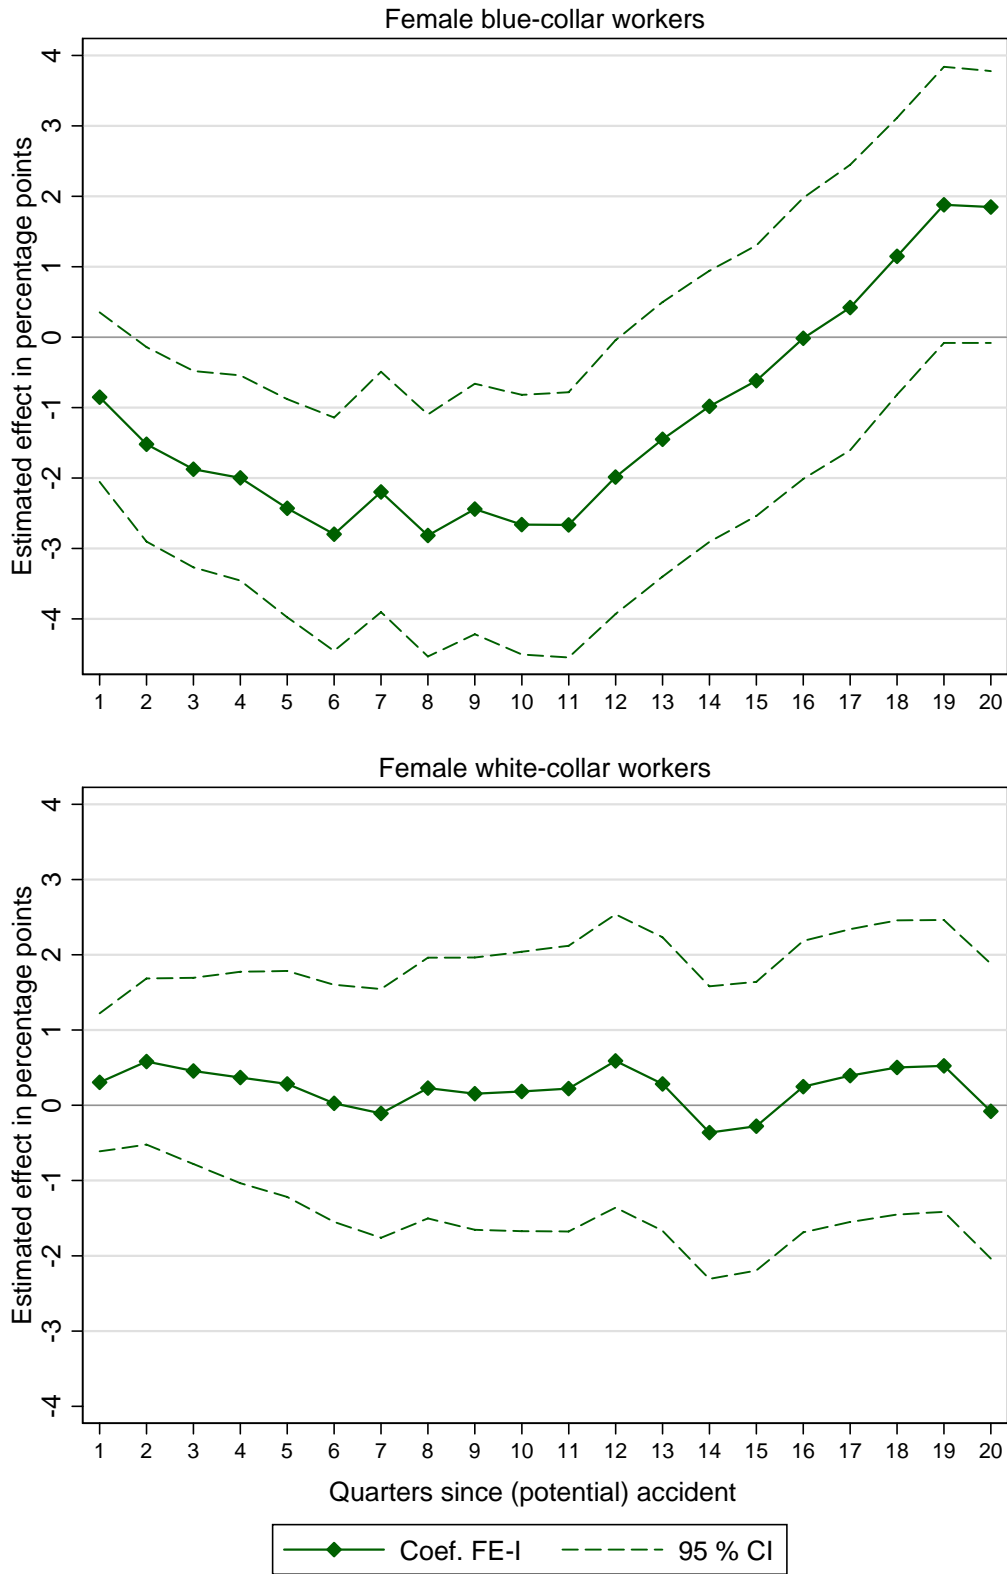 Female blue-collar workers
Estimated effect in percentage points
4
3
2
1
0
-1
-2
-3
-4
1 2 3 4 5 6 7 8 9 10 11 12 13 14 15 16 17 18 19 20
Female white-collar workers
Estimated effect in percentage points
4
3
2
1
0
-1
-2
-3
-4
1 2 3 4 5 6 7 8 9 10 11 12 13 14 15 16 17 18 19 20
Quarters since (potential) accident
Coef. FE-I 95 % CI